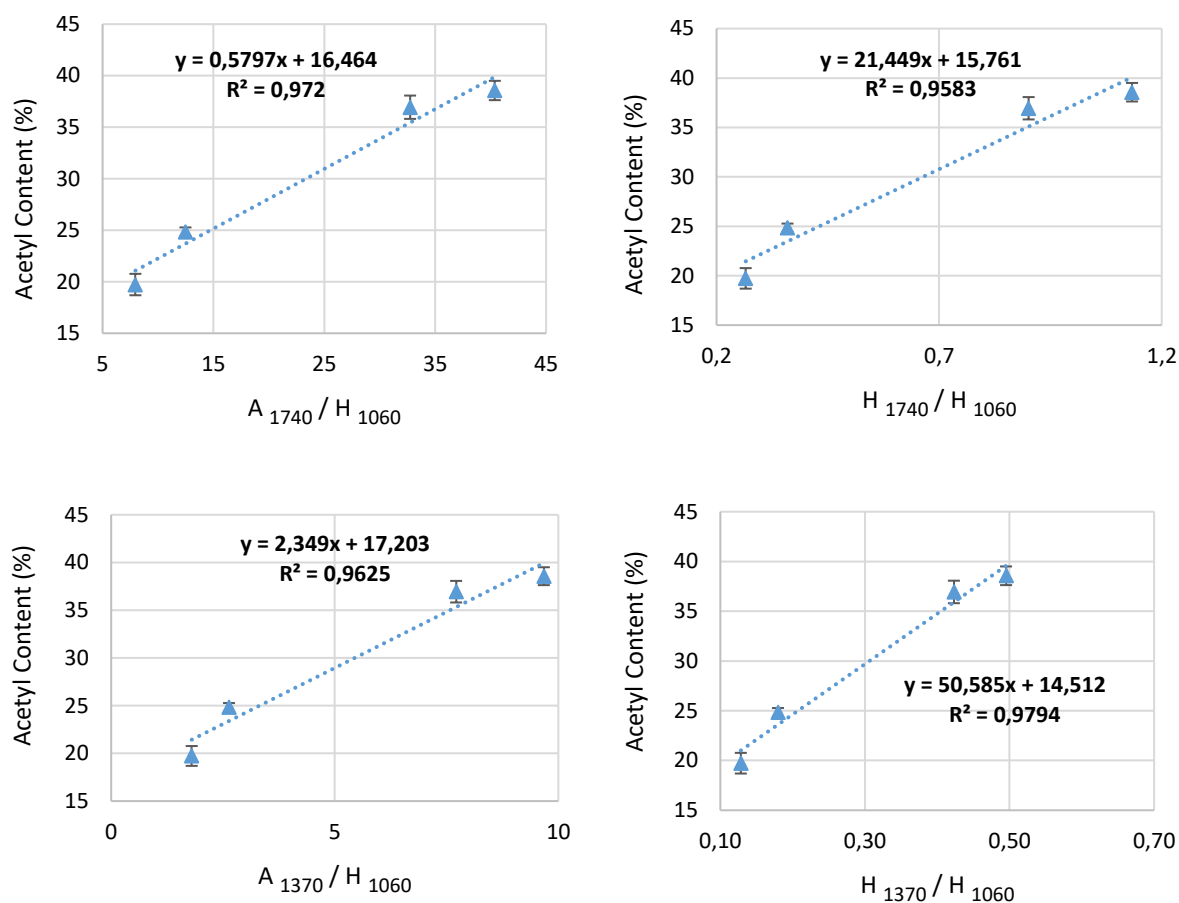 45
40
35
30
25
20
15
Acetyl Content (%)
y = 0,5797x + 16,464
R² = 0,972
5 15 25 35 45
A 1740 / H 1060
45
40
35
30
25
20
15
Acetyl Content (%)
y = 21,449x + 15,761
R² = 0,9583
0,2 0,7 1,2
H 1740 / H 1060
45
40
35
30
25
20
15
Acetyl Content (%)
y = 2,349x + 17,203
R² = 0,9625
0 5 10
A 1370 / H 1060
45
40
35
30
25
20
15
Acetyl Content (%)
y = 50,585x + 14,512
R² = 0,9794
0,10 0,30 0,50 0,70
H 1370 / H 1060